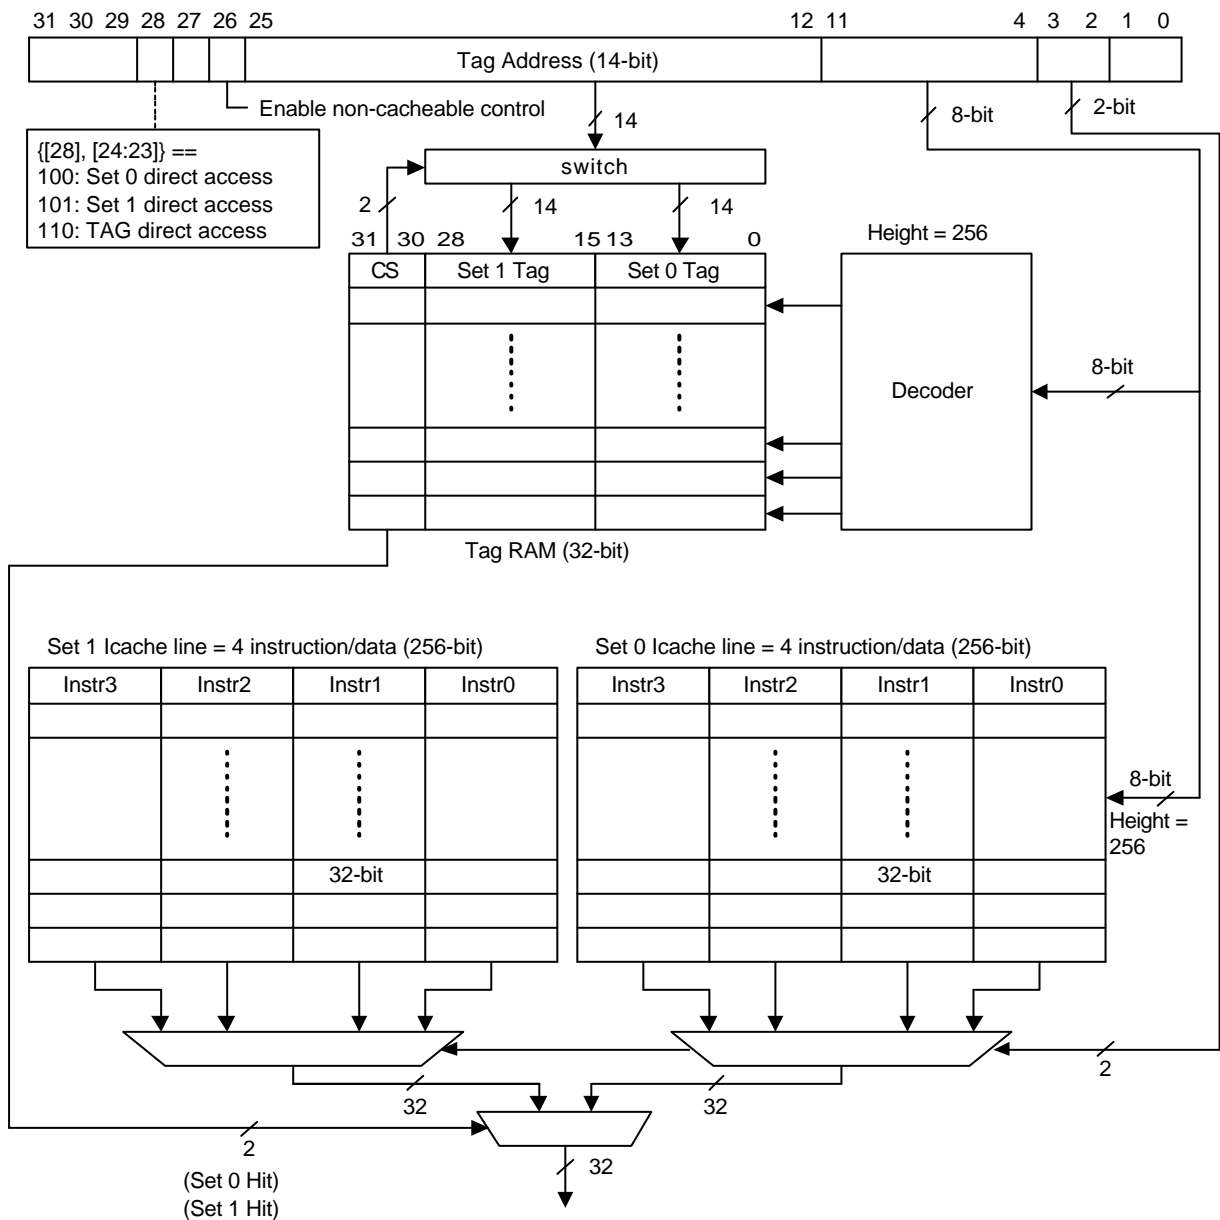 31 30 29 28 27 26 25 12 11 4 3 2 1 0
Tag Address (14-bit)
Enable non-cacheable control
14
8-bit
2-bit
{[28], [24:23]} ==
100: Set 0 direct access
101: Set 1 direct access
110: TAG direct access
switch
2
14
14
31 30 28 15 13 0
Height = 256
CS
Set 1 Tag
Set 0 Tag
Decoder
8-bit
Tag RAM (32-bit)
Set 1 Icache line = 4 instruction/data (256-bit)
Set 0 Icache line = 4 instruction/data (256-bit)
Instr3 Instr2 Instr1 Instr0
Instr3 Instr2 Instr1 Instr0
8-bit
Height =
256
32-bit
32-bit
2
32
32
2
32
(Set 0 Hit)
(Set 1 Hit)